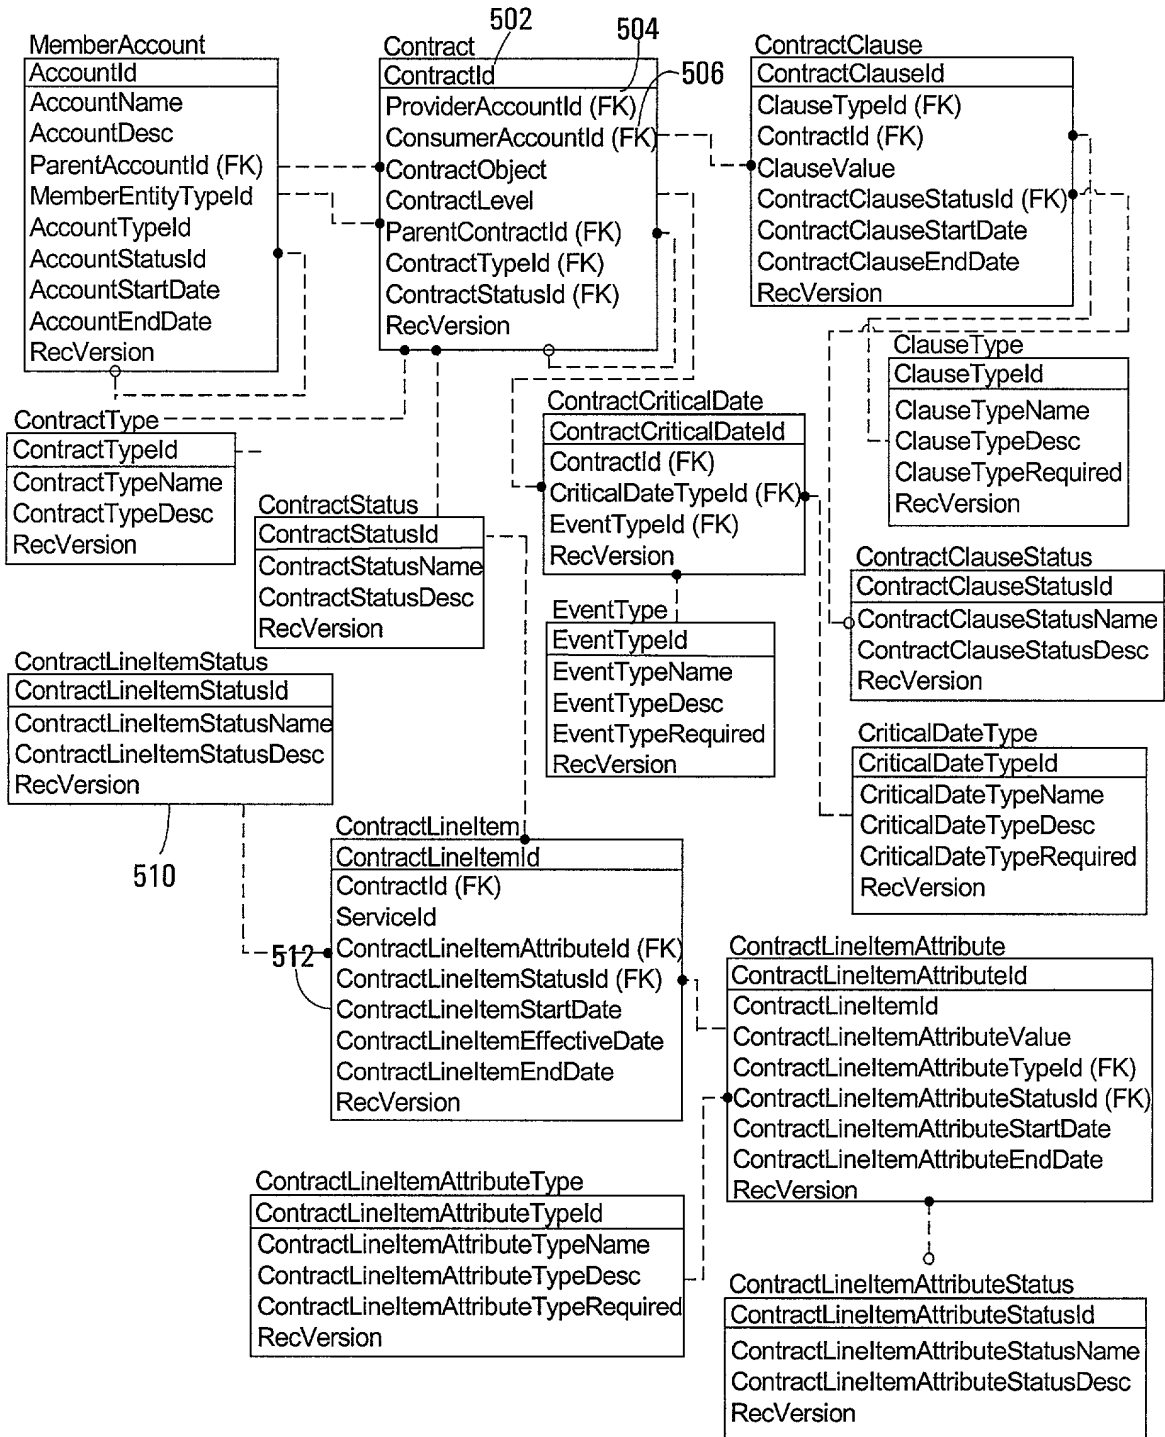 502
504
506
MemberAccount
AccountId
AccountName
AccountDesc
ParentAccountId (FK)
MemberEntityTypeId
AccountTypeId
AccountStatusId
AccountStartDate
AccountEndDate
RecVersion
Contract
ContractId
ProviderAccountId (FK)
ConsumerAccountId (FK)
ContractObject
ContractLevel
ParentContractId (FK)
ContractTypeId (FK)
ContractStatusId (FK)
RecVersion
ContractClause
ContractClauseId
ClauseTypeId (FK)
ContractId (FK)
ClauseValue
ContractClauseStatusId (FK)
ContractClauseStartDate
ContractClauseEndDate
RecVersion
ClauseType
ClauseTypeId
ClauseTypeName
ClauseTypeDesc
ClauseTypeRequired
RecVersion
ContractType
ContractTypeId
ContractTypeName
ContractTypeDesc
RecVersion
ContractStatus
ContractStatusId
ContractStatusName
ContractStatusDesc
RecVersion
ContractCriticalDate
ContractCriticalDateId
ContractId (FK)
CriticalDateTypeId (FK)
EventTypeId (FK)
RecVersion
ContractClauseStatus
ContractClauseStatusId
ContractClauseStatusName
ContractClauseStatusDesc
RecVersion
EventType
EventTypeId
EventTypeName
EventTypeDesc
EventTypeRequired
RecVersion
ContractLineItemStatus
ContractLineItemStatusId
ContractLineItemStatusName
ContractLineItemStatusDesc
RecVersion
510
CriticalDateType
CriticalDateTypeId
CriticalDateTypeName
CriticalDateTypeDesc
CriticalDateTypeRequired
RecVersion
ContractLineItem
ContractLineItemId
ContractId (FK)
ServiceId
ContractLineItemAttributeId (FK)
ContractLineItemStatusId (FK)
ContractLineItemStartDate
ContractLineItemEffectiveDate
ContractLineItemEndDate
RecVersion
512
ContractLineItemAttribute
ContractLineItemAttributeId
ContractLineItemId
ContractLineItemAttributeValue
ContractLineItemAttributeTypeId (FK)
ContractLineItemAttributeStatusId (FK)
ContractLineItemAttributeStartDate
ContractLineItemAttributeEndDate
RecVersion
ContractLineItemAttributeType
ContractLineItemAttributeTypeId
ContractLineItemAttributeTypeName
ContractLineItemAttributeTypeDesc
ContractLineItemAttributeTypeRequired
RecVersion
ContractLineItemAttributeStatus
ContractLineItemAttributeStatusId
ContractLineItemAttributeStatusName
ContractLineItemAttributeStatusDesc
RecVersion